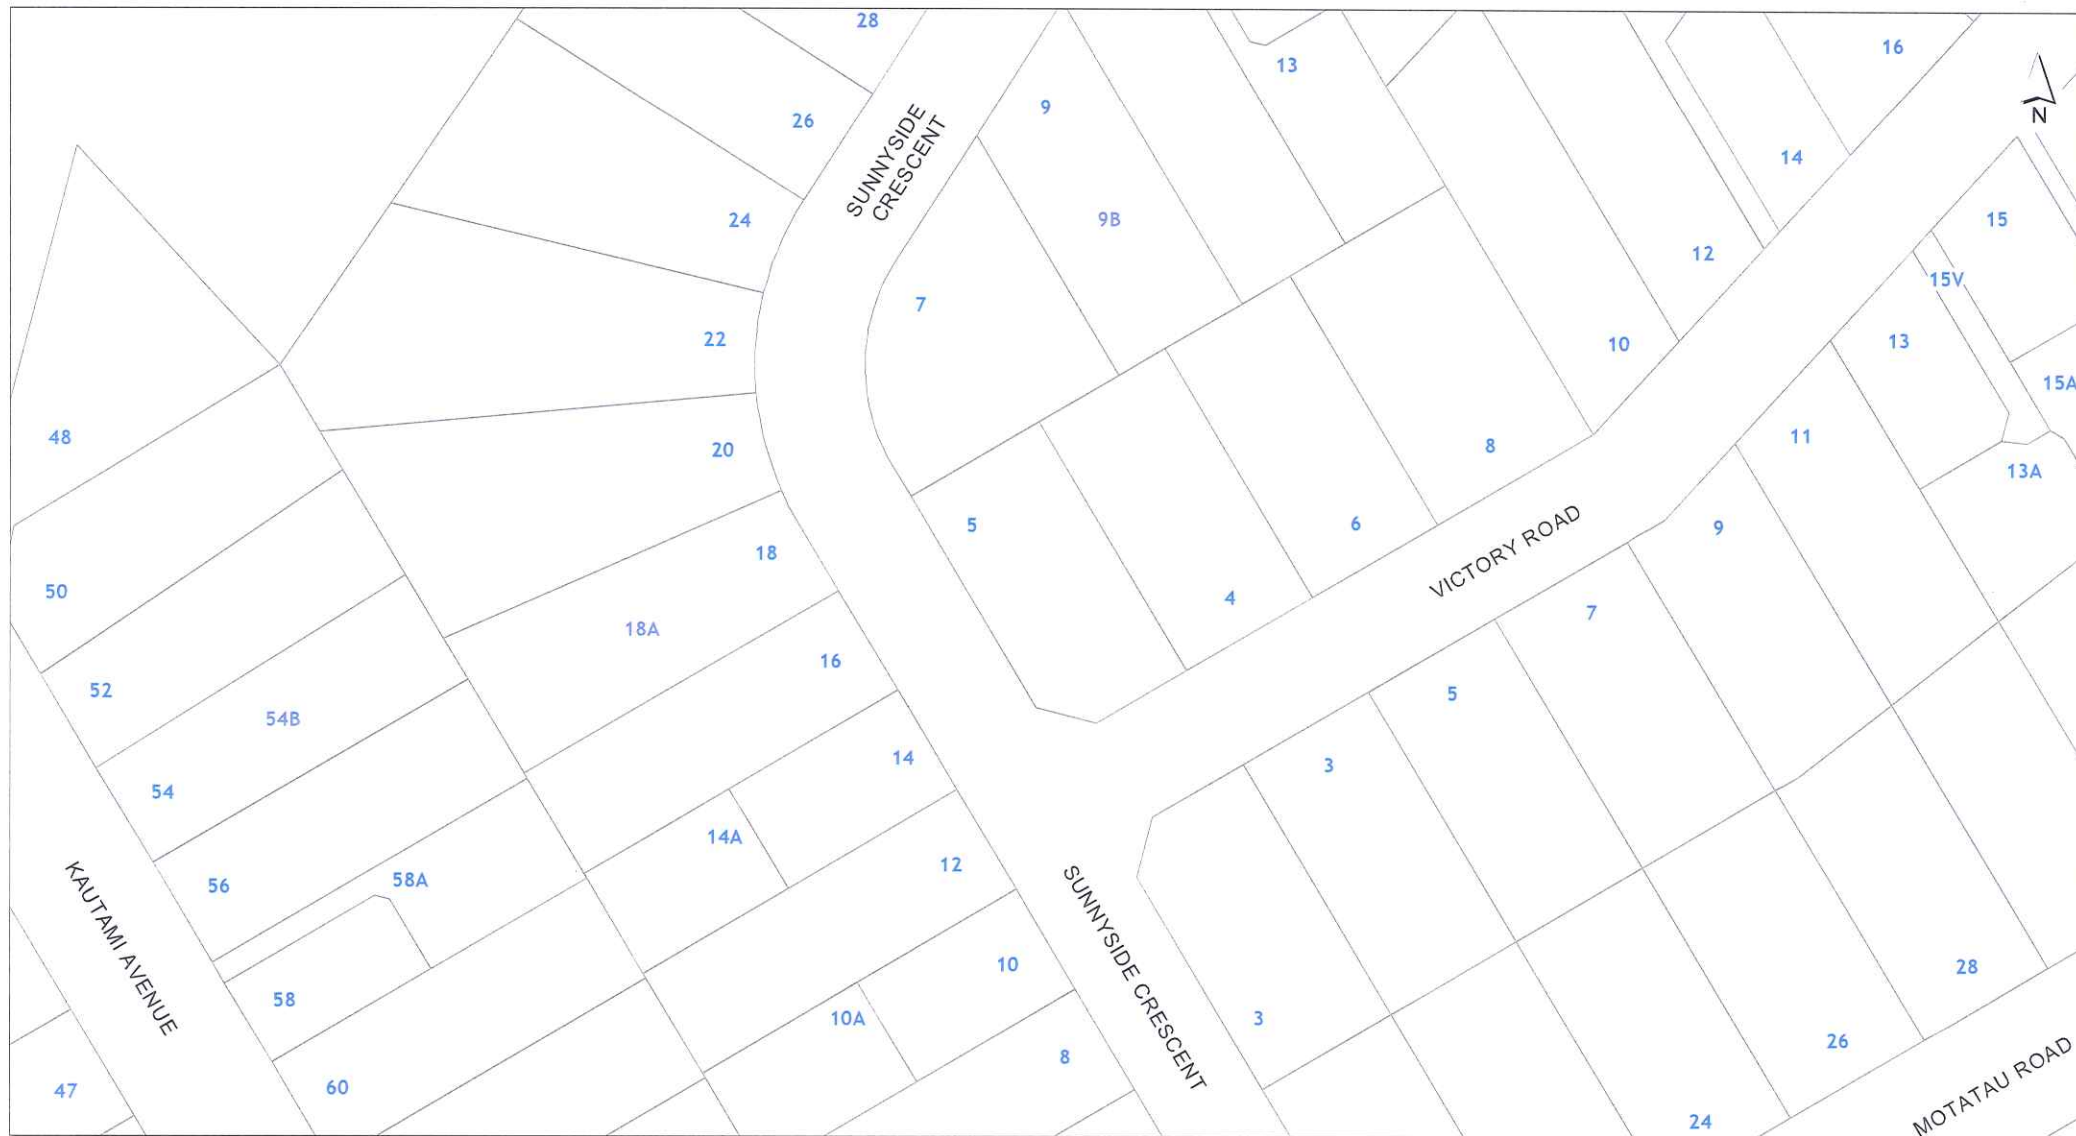 28
16
13
9
26
N
14
24
9B
15
12
15V
7
22
10
13
15A
48
20
8
11
13A
5
6
9
18
50
4
7
18A
16
52
5
54B
14
3
54
14A
12
56
58A
10
28
58
10A
3
26
8
60
47
24
SUNNYSIDE
CRESCENT
VICTORY ROAD
KAUTAMI AVENUE
SUNNYSIDE CRESCENT
MOTATAU ROAD